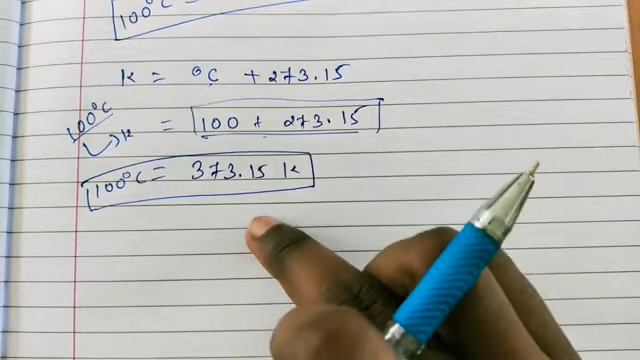 100°C =
K = °C + 273.15
100°C K = 100 + 273.15
100°C = 373.15 K